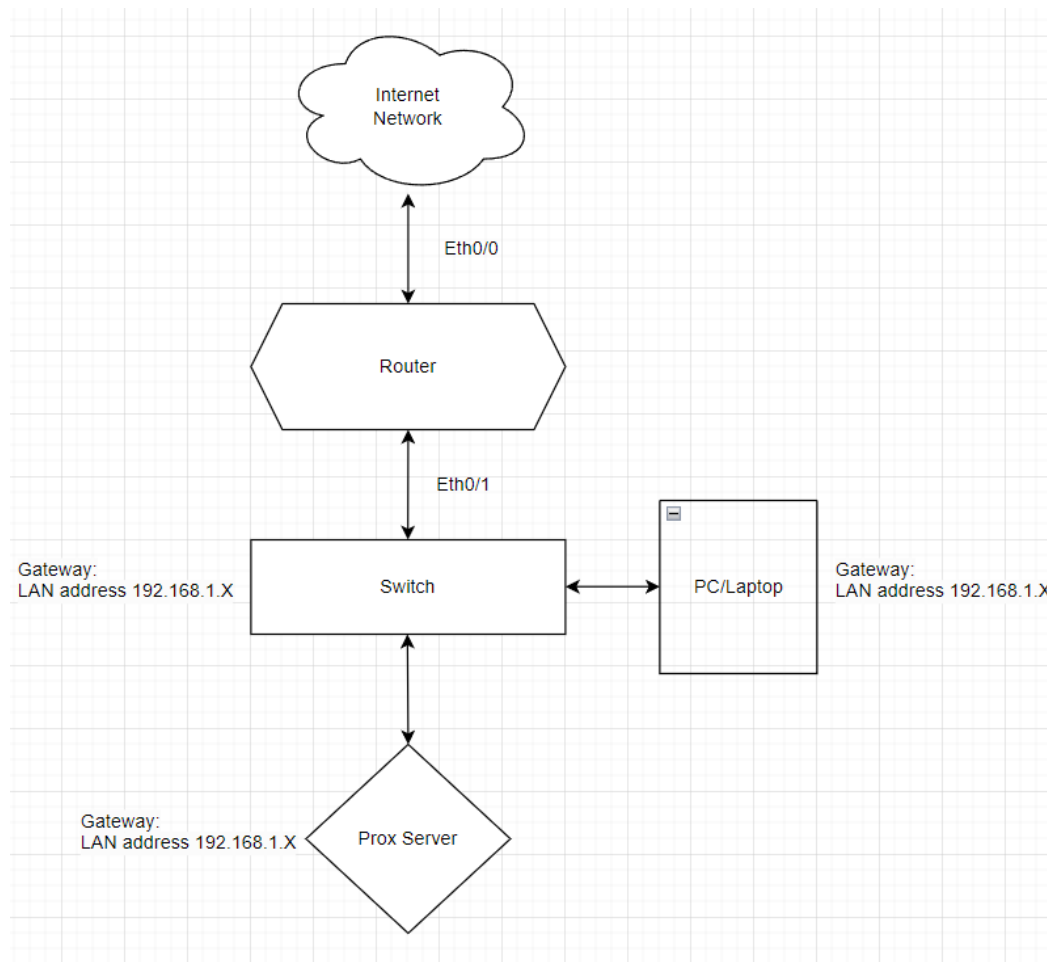 Internet
Network
Eth0/0
Router
Eth0/1
Gateway:
LAN address 192.168.1.X
Switch
PC/Laptop
Gateway:
LAN address 192.168.1.X
Gateway:
LAN address 192.168.1.X
Prox Server